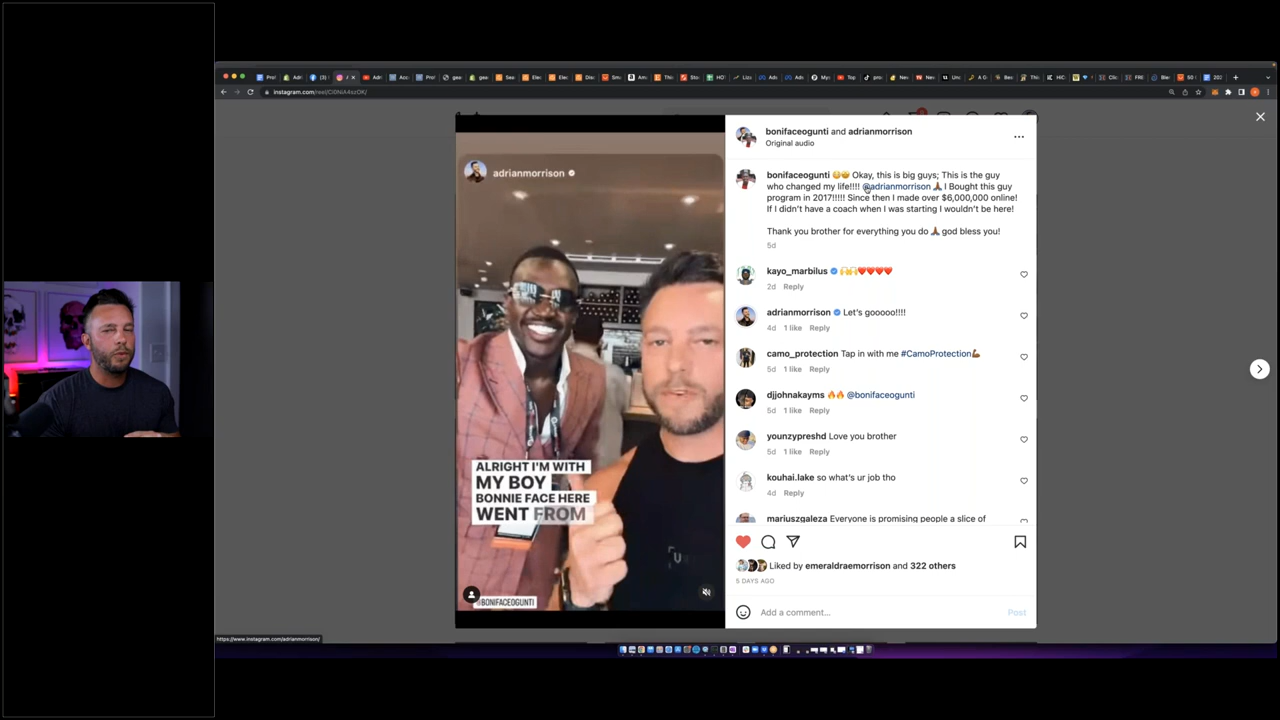 instagram.com/reel/Cl0NiA4szOK/
adrianmorrison
ALRIGHT I'M WITH
MY BOY
BONNIE FACE HERE
WENT FROM
@BONIFACEOGUNTI
bonifaceogunti and adrianmorrison
Original audio
bonifaceogunti 🥹🤩 Okay, this is big guys; This is the guy
who changed my life!!!! @adrianmorrison 🙏🏾 I Bought this guy
program in 2017!!!!! Since then I made over $6,000,000 online!
If I didn't have a coach when I was starting I wouldn't be here!
Thank you brother for everything you do 🙏🏾 god bless you!
5d
kayo_marbilus 🙌🙌❤️❤️❤️❤️
2d Reply
adrianmorrison Let's gooooo!!!!
4d 1 like Reply
camo_protection Tap in with me #CamoProtection💪🏾
5d 1 like Reply
djjohnakayms 🔥🔥 @bonifaceogunti
5d 1 like Reply
younzypreshd Love you brother
5d 1 like Reply
kouhai.lake so what's ur job tho
4d Reply
mariuszgaleza Everyone is promising people a slice of
Liked by emeraldraemorrison and 322 others
5 DAYS AGO
Add a comment...
Post
https://www.instagram.com/adrianmorrison/